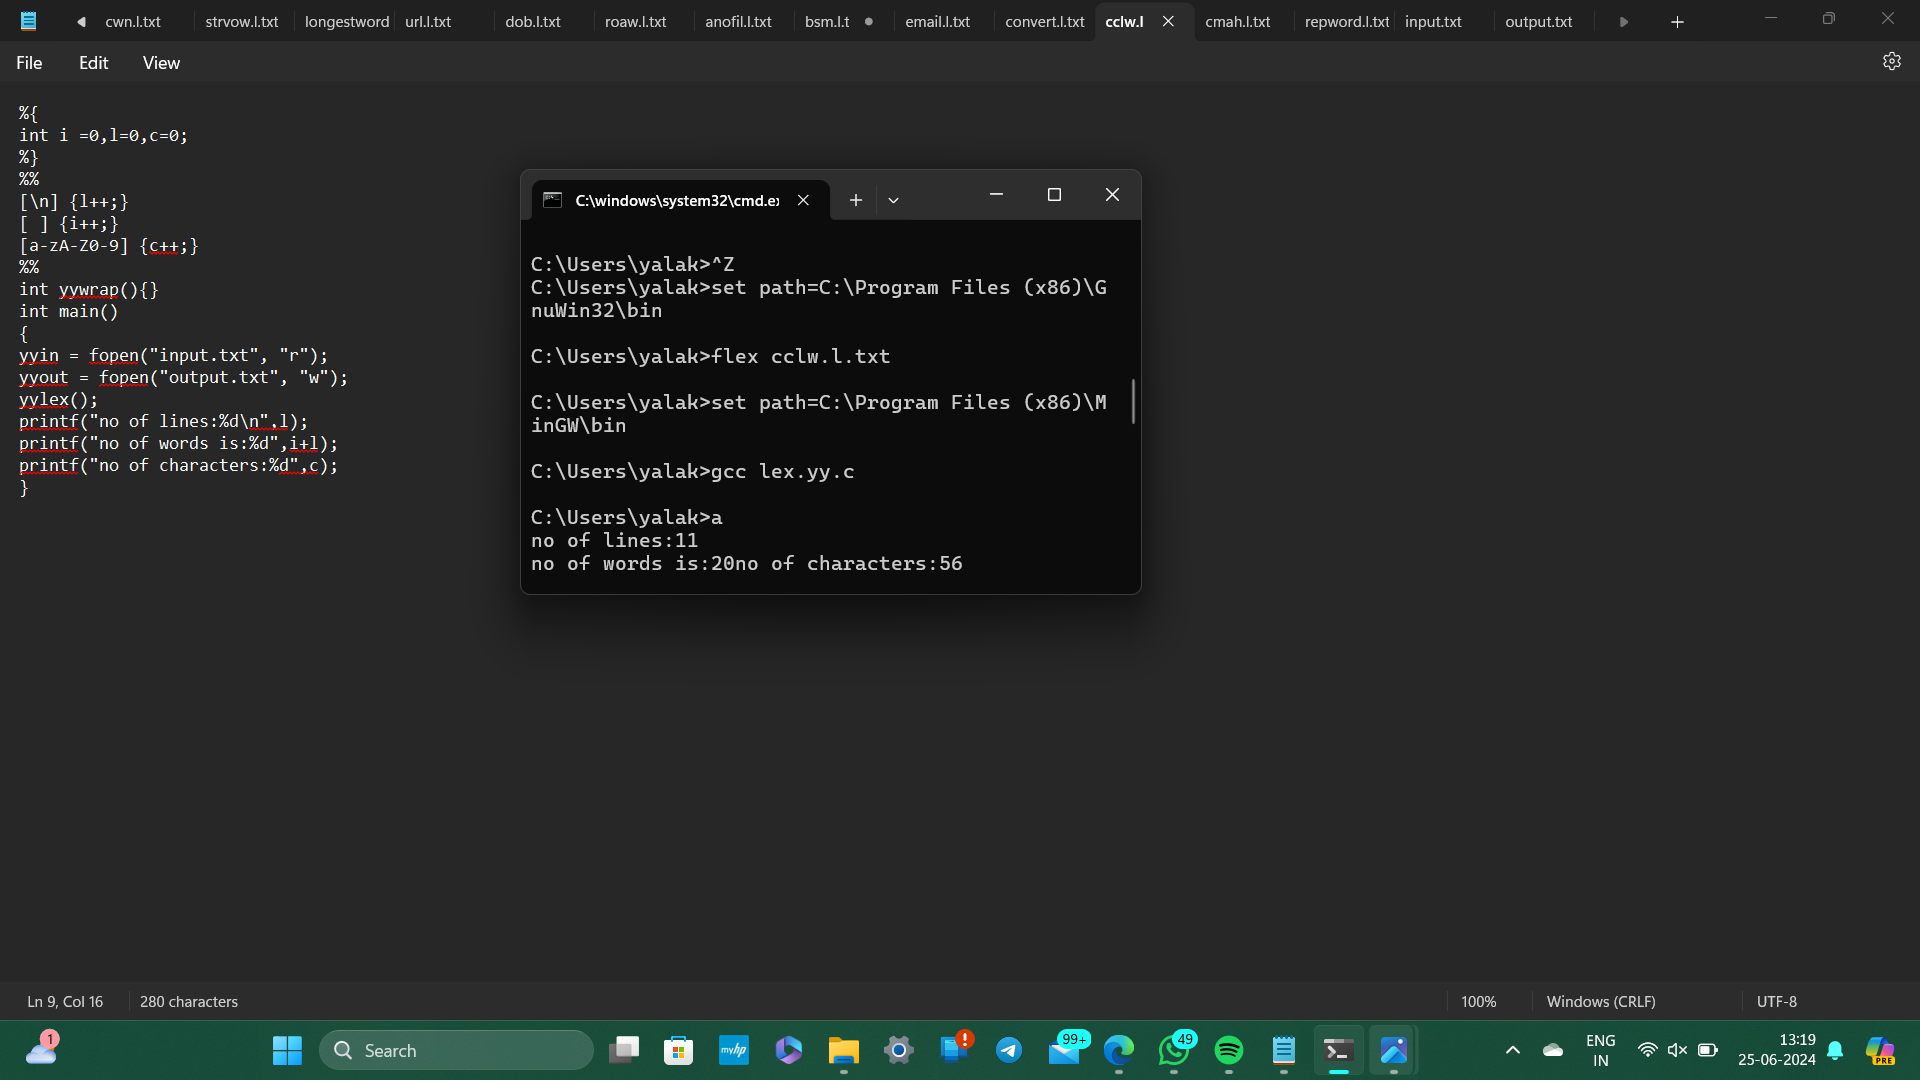 cwn.l.txt strvow.l.txt longestword url.l.txt dob.l.txt roaw.l.txt anofil.l.txt bsm.l.t email.l.txt convert.l.txt cclw.l cmah.l.txt repword.l.txt input.txt output.txt
File Edit View
%{
int i =0,l=0,c=0;
%}
%%
[\n] {l++;}
[ ] {i++;}
[a-zA-Z0-9] {c++;}
%%
int yywrap(){}
int main()
{
yyin = fopen("input.txt", "r");
yyout = fopen("output.txt", "w");
yylex();
printf("no of lines:%d\n",l);
printf("no of words is:%d",i+l);
printf("no of characters:%d",c);
}
C:\windows\system32\cmd.e
C:\Users\yalak>^Z
C:\Users\yalak>set path=C:\Program Files (x86)\G
nuWin32\bin
C:\Users\yalak>flex cclw.l.txt
C:\Users\yalak>set path=C:\Program Files (x86)\M
inGW\bin
C:\Users\yalak>gcc lex.yy.c
C:\Users\yalak>a
no of lines:11
no of words is:20no of characters:56
Ln 9, Col 16 280 characters 100% Windows (CRLF) UTF-8
1 Search myhp ! 99+ 49 ENG 13:19 PRE
IN 25-06-2024